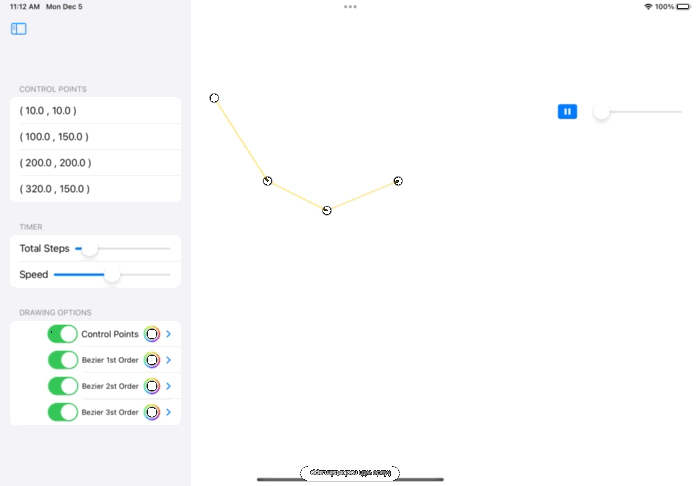 11:12 AM Mon Dec 5
100%
CONTROL POINTS
( 10.0 , 10.0 )
( 100.0 , 150.0 )
( 200.0 , 200.0 )
( 320.0 , 150.0 )
TIMER
Total Steps
Speed
DRAWING OPTIONS
Control Points
Bezier 1st Order
Bezier 2st Order
Bezier 3st Order